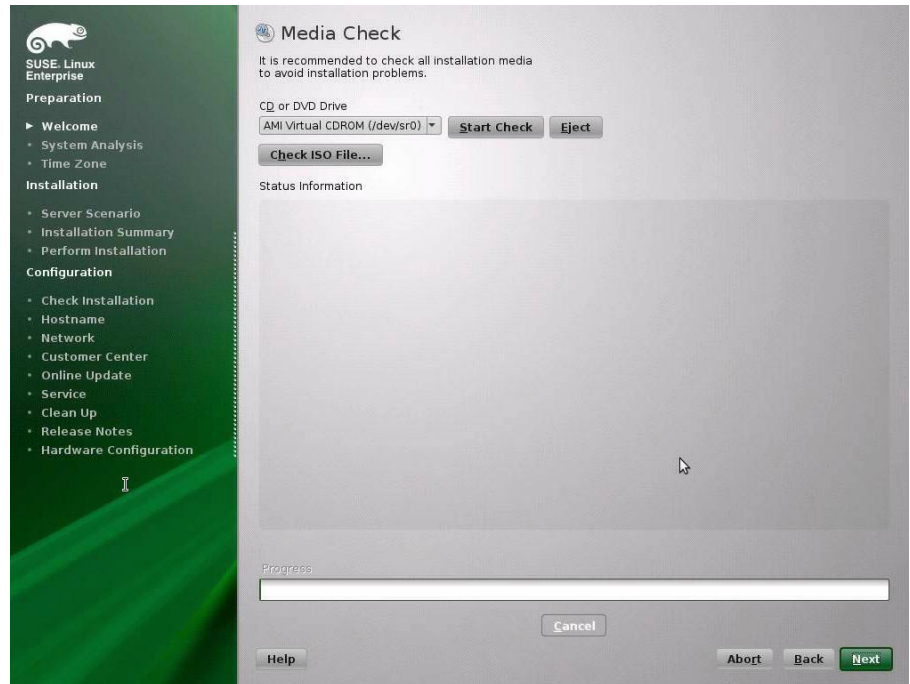 SUSE. Linux
Enterprise
Preparation
Welcome
System Analysis
Time Zone
Installation
Server Scenario
Installation Summary
Perform Installation
Configuration
Check Installation
Hostname
Network
Customer Center
Online Update
Service
Clean Up
Release Notes
Hardware Configuration
Media Check
It is recommended to check all installation media
to avoid installation problems.
CD or DVD Drive
AMI Virtual CDROM (/dev/sr0) Start Check Eject
Check ISO File...
Status Information
Progress
Cancel
Help Abort Back Next